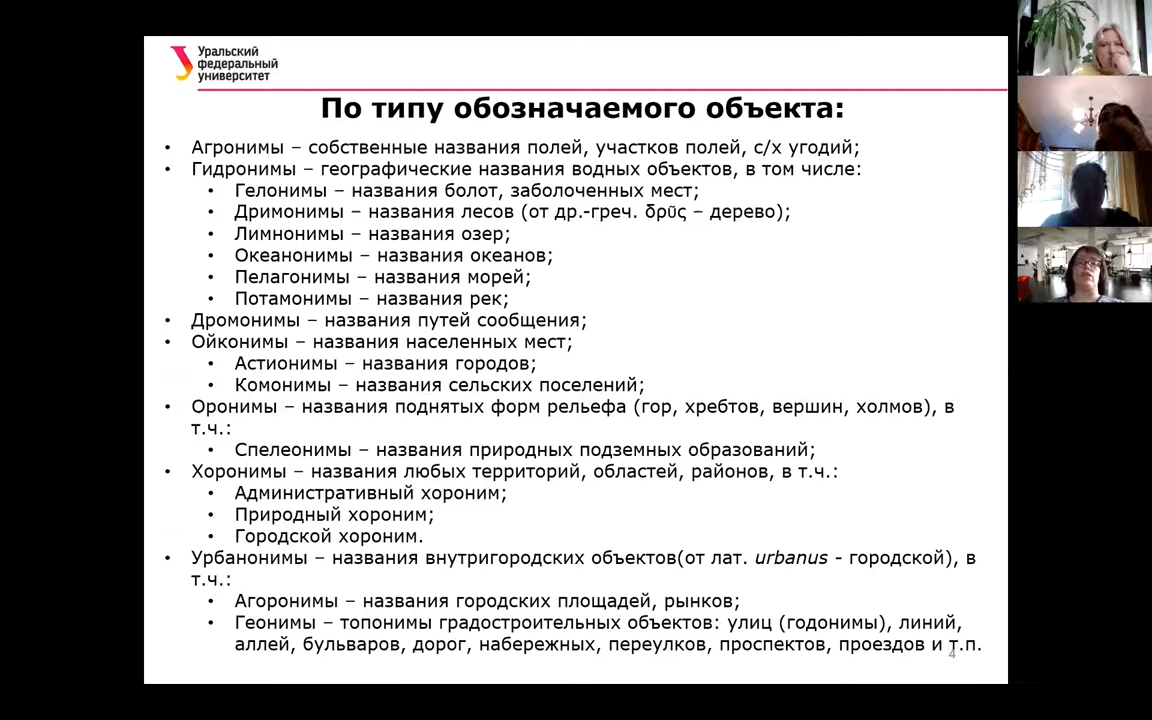 Уральский
федеральный
университет
По типу обозначаемого объекта:
• Агронимы – собственные названия полей, участков полей, с/х угодий;
• Гидронимы – географические названия водных объектов, в том числе:
• Гелонимы – названия болот, заболоченных мест;
• Дримонимы – названия лесов (от др.-греч. δρῦς – дерево);
• Лимнонимы – названия озер;
• Океанонимы – названия океанов;
• Пелагонимы – названия морей;
• Потамонимы – названия рек;
• Дромонимы – названия путей сообщения;
• Ойконимы – названия населенных мест;
• Астионимы – названия городов;
• Комонимы – названия сельских поселений;
• Оронимы – названия поднятых форм рельефа (гор, хребтов, вершин, холмов), в
т.ч.:
• Спелеонимы – названия природных подземных образований;
• Хоронимы – названия любых территорий, областей, районов, в т.ч.:
• Административный хороним;
• Природный хороним;
• Городской хороним.
• Урбанонимы – названия внутригородских объектов(от лат. urbanus - городской), в
т.ч.:
• Агоронимы – названия городских площадей, рынков;
• Геонимы – топонимы градостроительных объектов: улиц (годонимы), линий,
аллей, бульваров, дорог, набережных, переулков, проспектов, проездов и т.п.
4